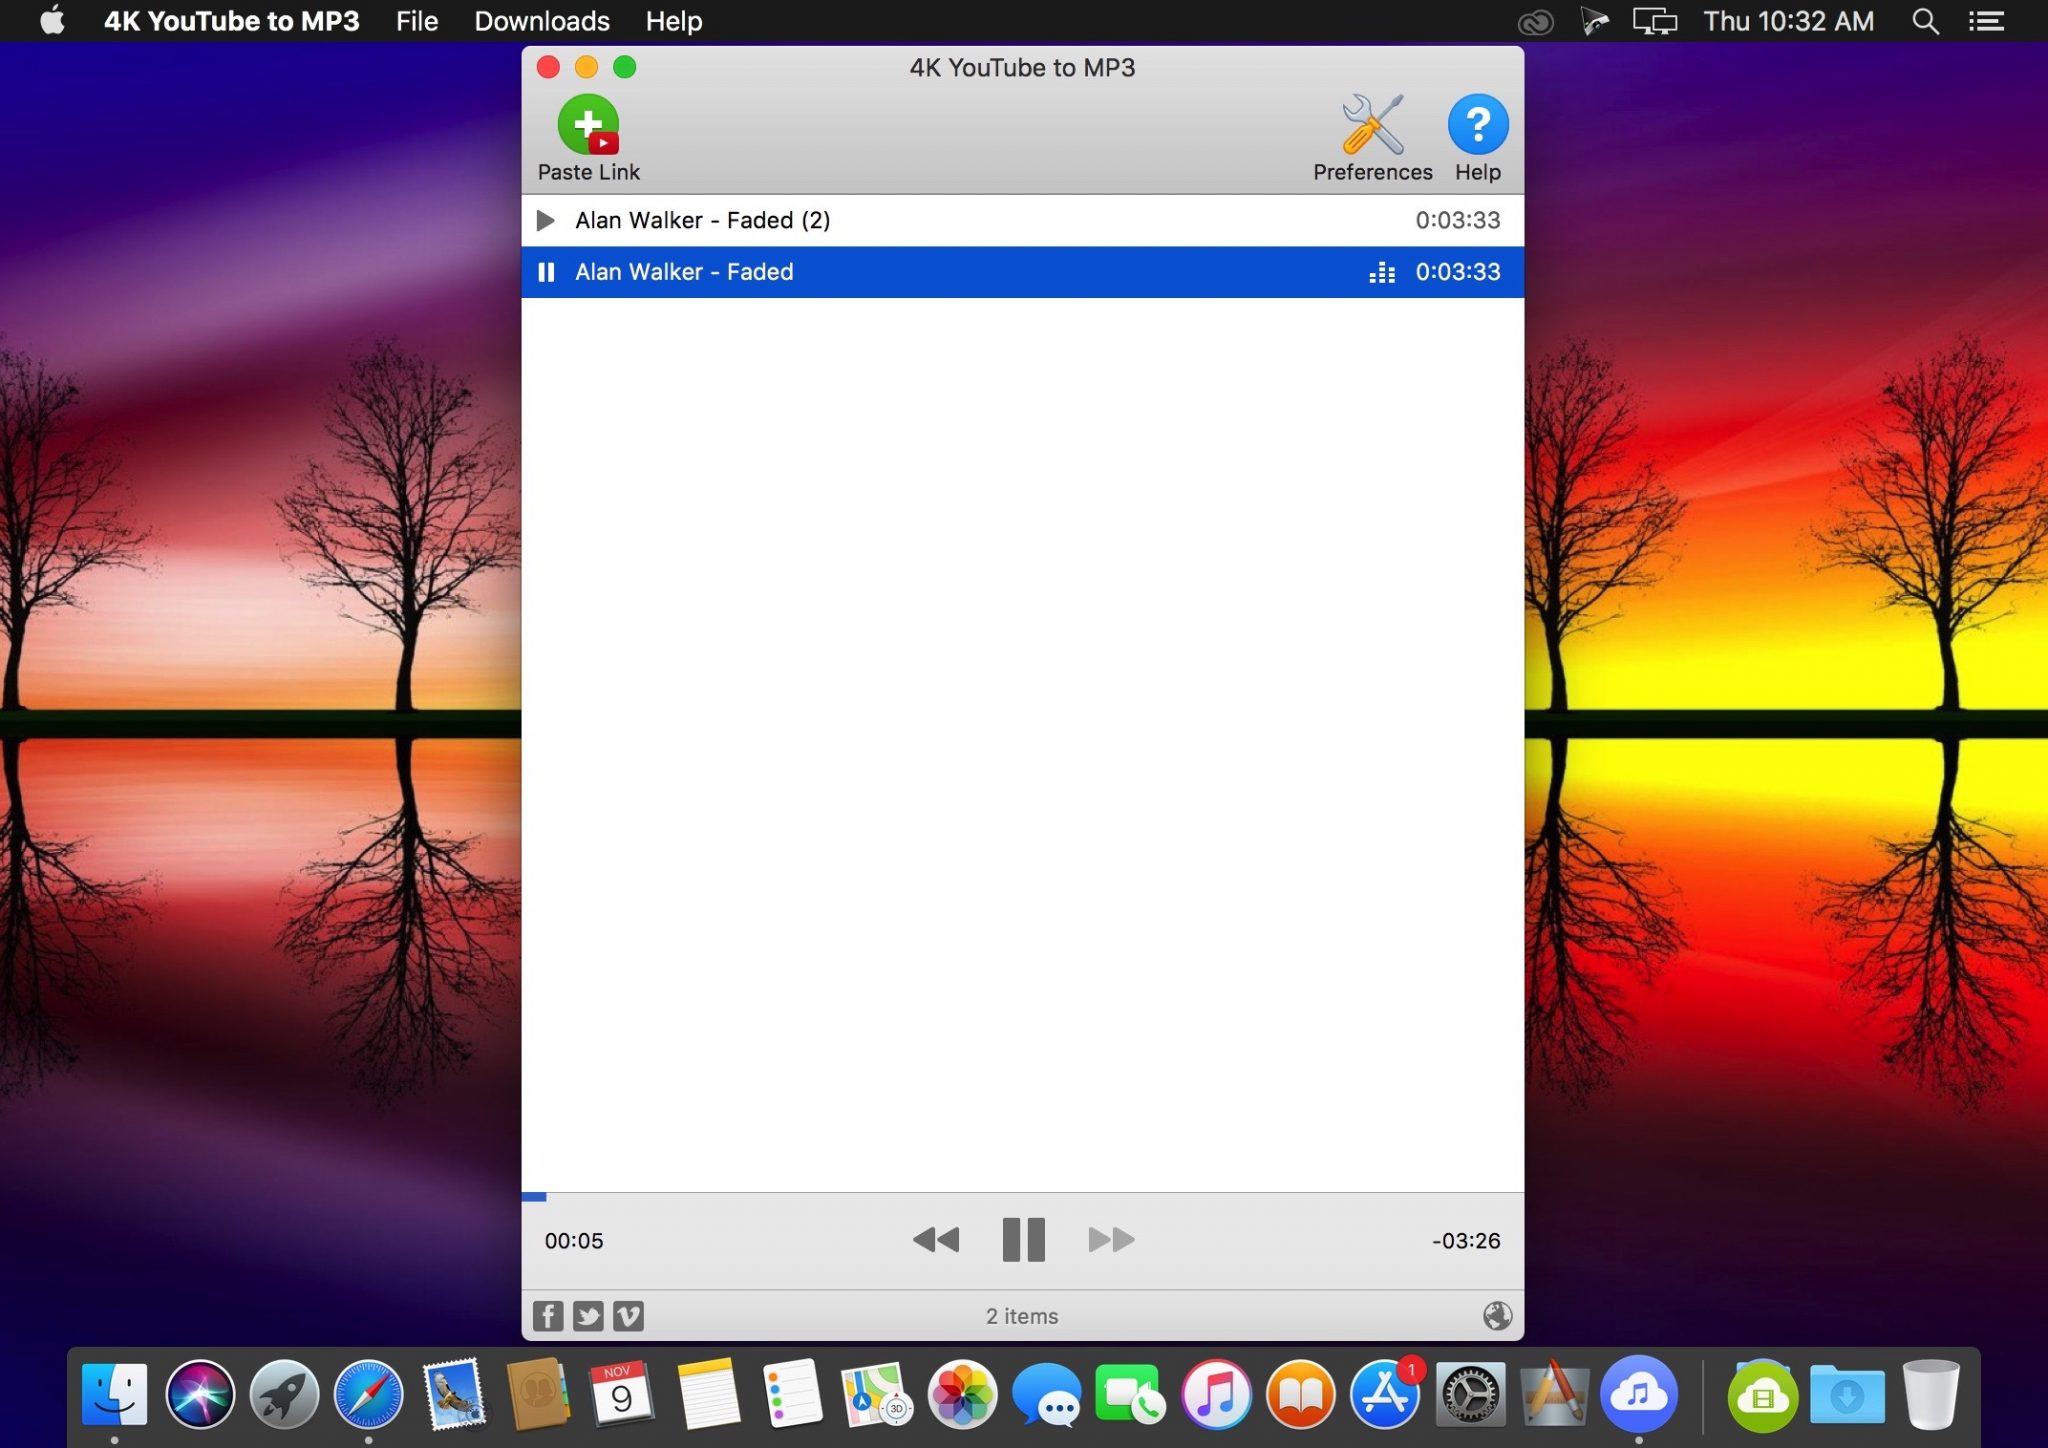 4K YouTube to MP3 File Downloads Help Thu 10:32 AM
4K YouTube to MP3
Paste Link Preferences Help
Alan Walker - Faded (2) 0:03:33
Alan Walker - Faded 0:03:33
00:05 -03:26
2 items
NOV
9
3D
1